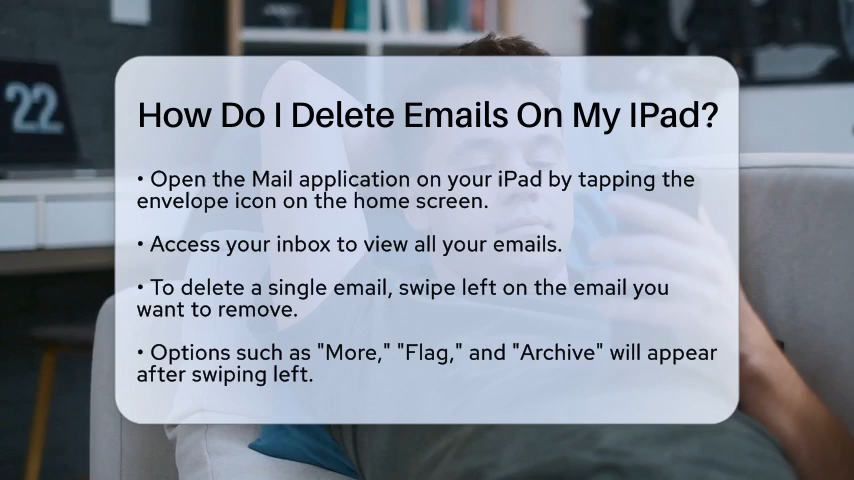 22
How Do I Delete Emails On My IPad?
• Open the Mail application on your iPad by tapping the
envelope icon on the home screen.
• Access your inbox to view all your emails.
• To delete a single email, swipe left on the email you
want to remove.
• Options such as "More," "Flag," and "Archive" will appear
after swiping left.